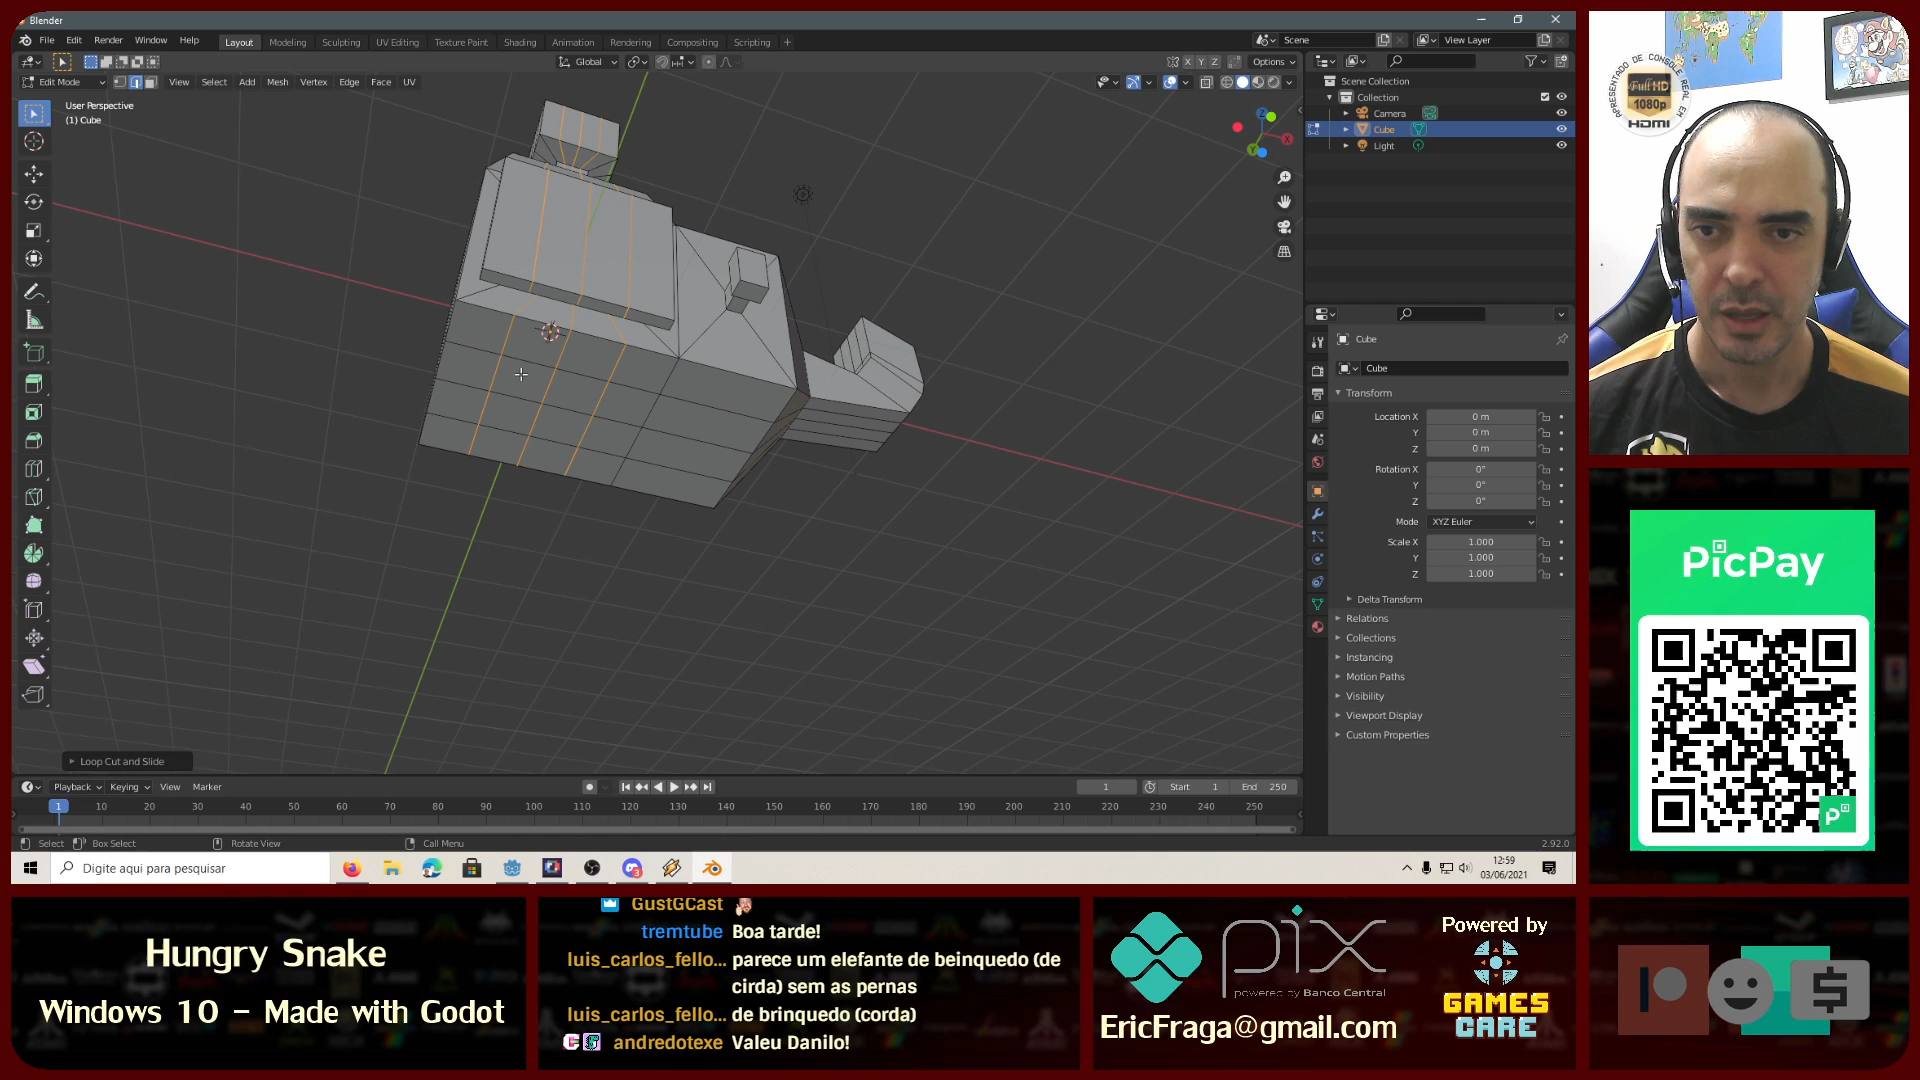 Blender
File Edit Render Window Help
Layout Modeling Sculpting UV Editing Texture Paint Shading Animation Rendering Compositing Scripting +
Scene
View Layer
Global
X Y Z
Options
Edit Mode View Select Add Mesh Vertex Edge Face UV
User Perspective
(1) Cube
X
Y
Z
Loop Cut and Slide
Scene Collection
Collection
Camera
Cube
Light
Cube
Cube
Transform
Location X 0 m
Y 0 m
Z 0 m
Rotation X 0°
Y 0°
Z 0°
Mode XYZ Euler
Scale X 1.000
Y 1.000
Z 1.000
Delta Transform
Relations
Collections
Instancing
Motion Paths
Visibility
Viewport Display
Custom Properties
Playback Keying View Marker
1 Start 1 End 250
1 10 20 30 40 50 60 70 80 90 100 110 120 130 140 150 160 170 180 190 200 210 220 230 240 250
Select Box Select Rotate View Call Menu
2.92.0
Digite aqui para pesquisar
3
12:59
03/06/2021
APRESENTADO DE CONSOLE REAL EM
Full HD
1080p
HDMI
PicPay
Hungry Snake
Windows 10 - Made with Godot
GustGCast
tremtube Boa tarde!
luis_carlos_fello... parece um elefante de beinquedo (de
cirda) sem as pernas
luis_carlos_fello... de brinquedo (corda)
andredotexe Valeu Danilo!
pix
powered by Banco Central
EricFraga@gmail.com
Powered by
GAMES
CARE